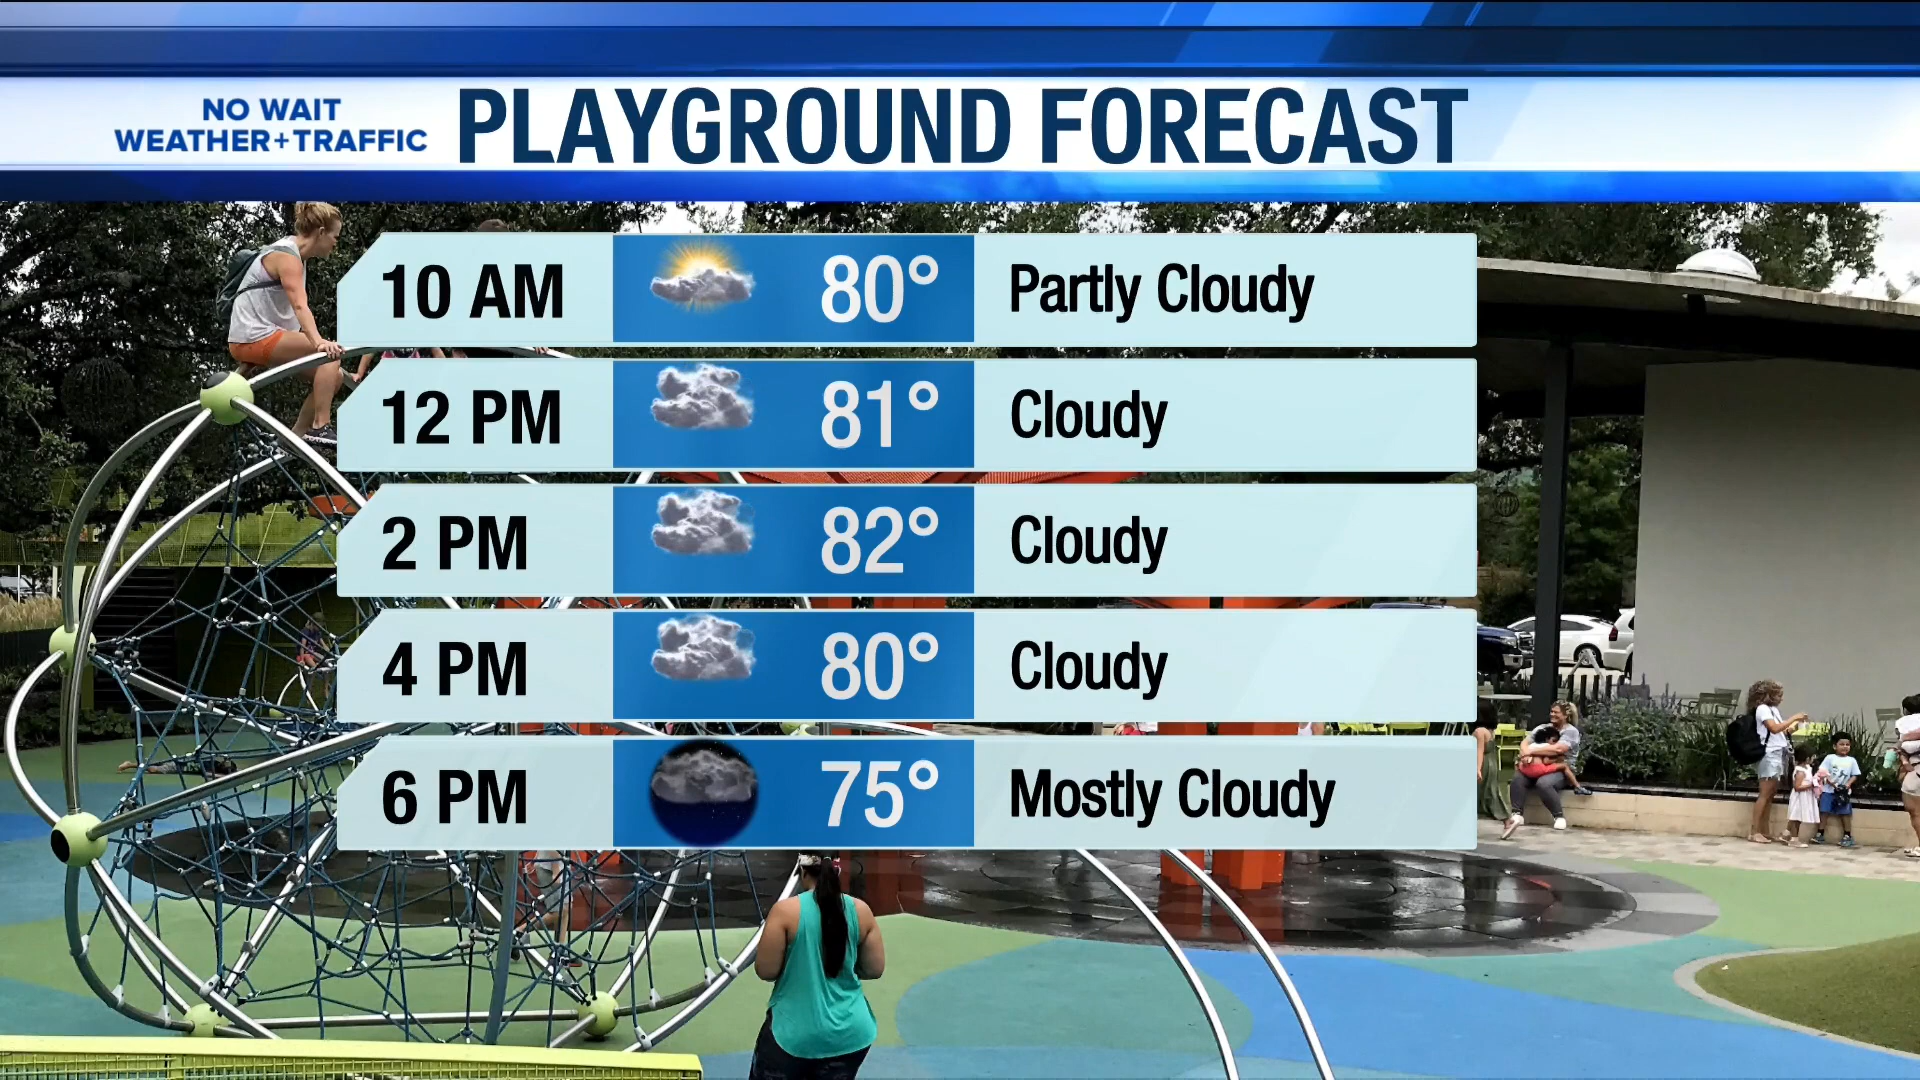 NO WAIT
WEATHER+TRAFFIC
PLAYGROUND FORECAST
10 AM 80° Partly Cloudy
12 PM 81° Cloudy
2 PM 82° Cloudy
4 PM 80° Cloudy
6 PM 75° Mostly Cloudy